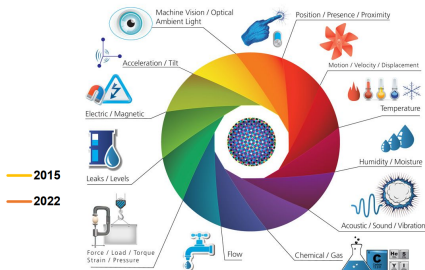 Machine Vision / Optical
Ambient Light
Position / Presence / Proximity
Acceleration / Tilt
Motion / Velocity / Displacement
Electric / Magnetic
Temperature
Leaks / Levels
Humidity / Moisture
2015
2022
Acoustic / Sound / Vibration
Force / Load / Torque
Strain / Pressure
Flow
Chemical / Gas
C
He
S
T
I